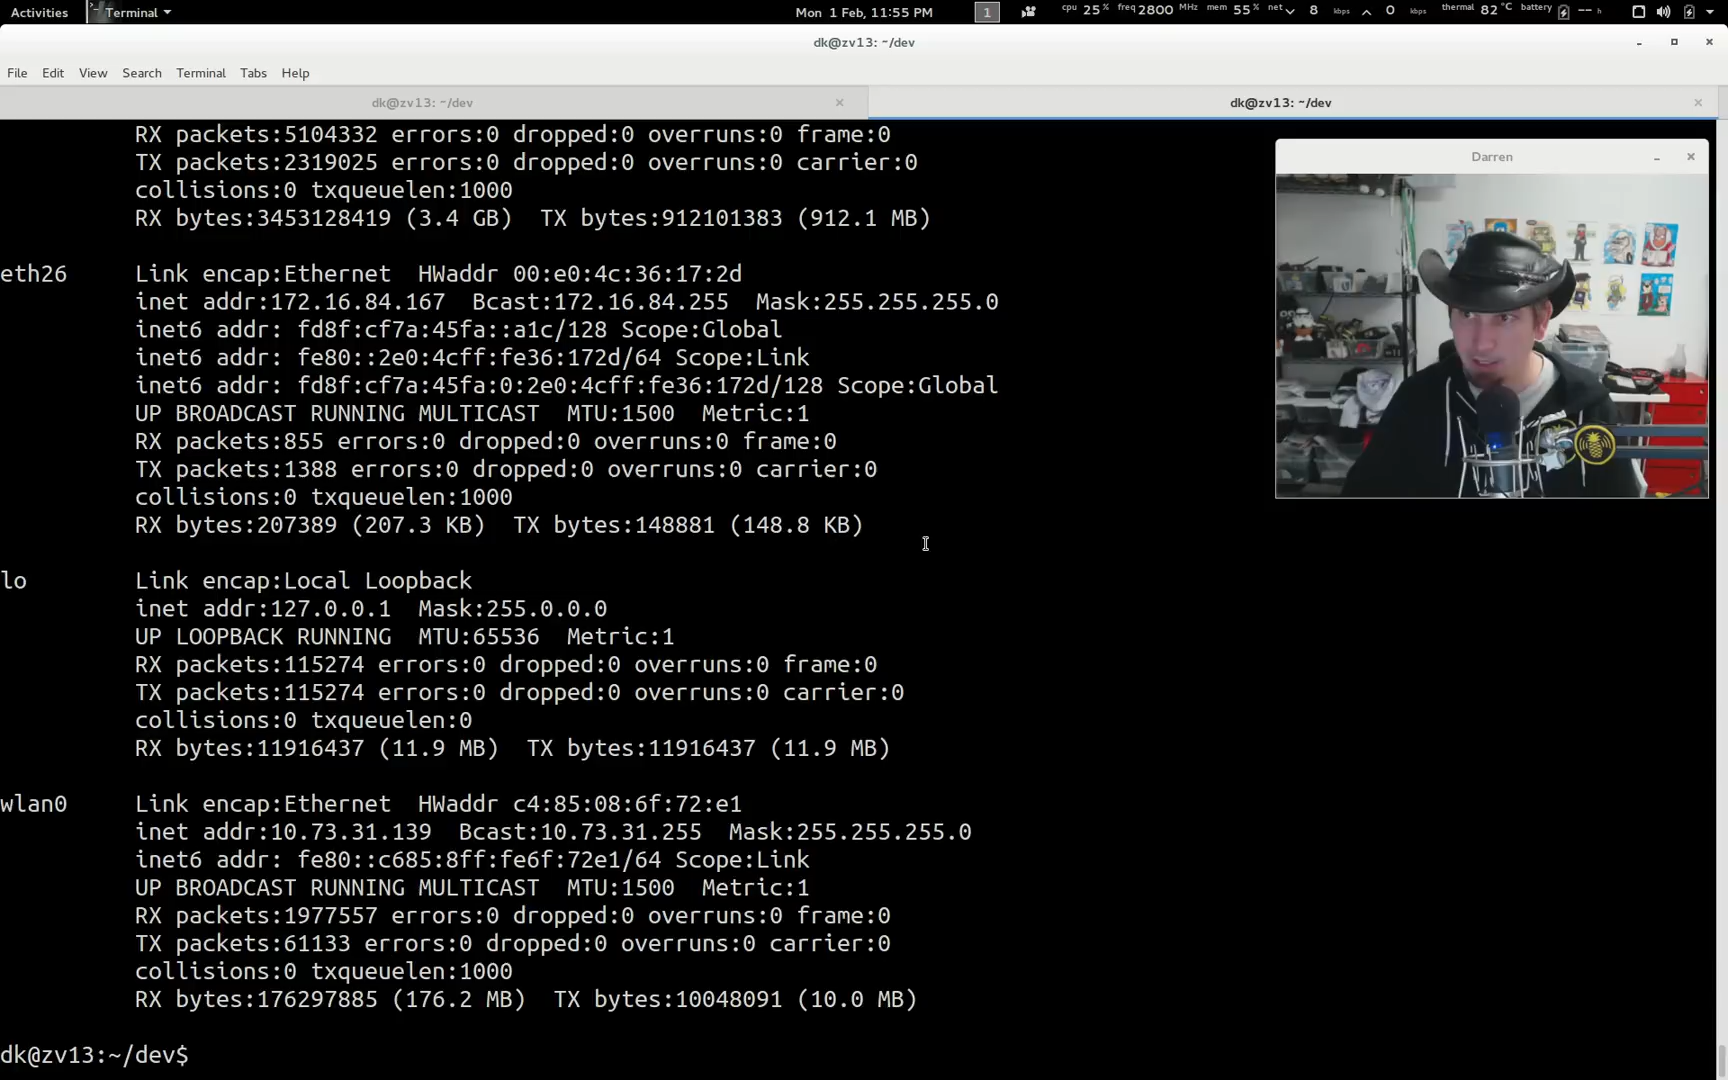 Activities Terminal Mon 1 Feb, 11:55 PM 1 cpu 25 % freq 2800 MHz mem 55 % net 8 kbps 0 kbps thermal 82 °C battery -- h
dk@zv13: ~/dev
File Edit View Search Terminal Tabs Help
dk@zv13: ~/dev × dk@zv13: ~/dev ×
RX packets:5104332 errors:0 dropped:0 overruns:0 frame:0
TX packets:2319025 errors:0 dropped:0 overruns:0 carrier:0
collisions:0 txqueuelen:1000
RX bytes:3453128419 (3.4 GB) TX bytes:912101383 (912.1 MB)
eth26 Link encap:Ethernet HWaddr 00:e0:4c:36:17:2d
inet addr:172.16.84.167 Bcast:172.16.84.255 Mask:255.255.255.0
inet6 addr: fd8f:cf7a:45fa::a1c/128 Scope:Global
inet6 addr: fe80::2e0:4cff:fe36:172d/64 Scope:Link
inet6 addr: fd8f:cf7a:45fa:0:2e0:4cff:fe36:172d/128 Scope:Global
UP BROADCAST RUNNING MULTICAST MTU:1500 Metric:1
RX packets:855 errors:0 dropped:0 overruns:0 frame:0
TX packets:1388 errors:0 dropped:0 overruns:0 carrier:0
collisions:0 txqueuelen:1000
RX bytes:207389 (207.3 KB) TX bytes:148881 (148.8 KB)
lo Link encap:Local Loopback
inet addr:127.0.0.1 Mask:255.0.0.0
UP LOOPBACK RUNNING MTU:65536 Metric:1
RX packets:115274 errors:0 dropped:0 overruns:0 frame:0
TX packets:115274 errors:0 dropped:0 overruns:0 carrier:0
collisions:0 txqueuelen:0
RX bytes:11916437 (11.9 MB) TX bytes:11916437 (11.9 MB)
wlan0 Link encap:Ethernet HWaddr c4:85:08:6f:72:e1
inet addr:10.73.31.139 Bcast:10.73.31.255 Mask:255.255.255.0
inet6 addr: fe80::c685:8ff:fe6f:72e1/64 Scope:Link
UP BROADCAST RUNNING MULTICAST MTU:1500 Metric:1
RX packets:1977557 errors:0 dropped:0 overruns:0 frame:0
TX packets:61133 errors:0 dropped:0 overruns:0 carrier:0
collisions:0 txqueuelen:1000
RX bytes:176297885 (176.2 MB) TX bytes:10048091 (10.0 MB)
dk@zv13:~/dev$
Darren